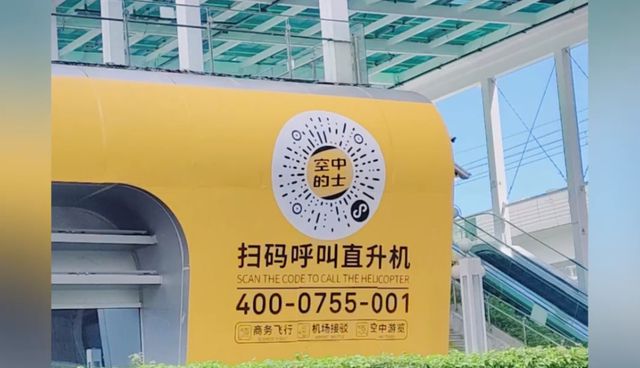 空中
的士
扫码呼叫直升机
SCAN THE CODE TO CALL THE HELICOPTER
400-0755-001
商务飞行 机场接驳 空中游览